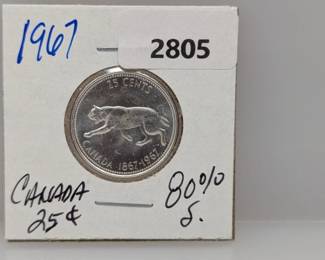 1967
2805
25 CENTS
CANADA 1867-1967
CANADA
25¢
80%
S.